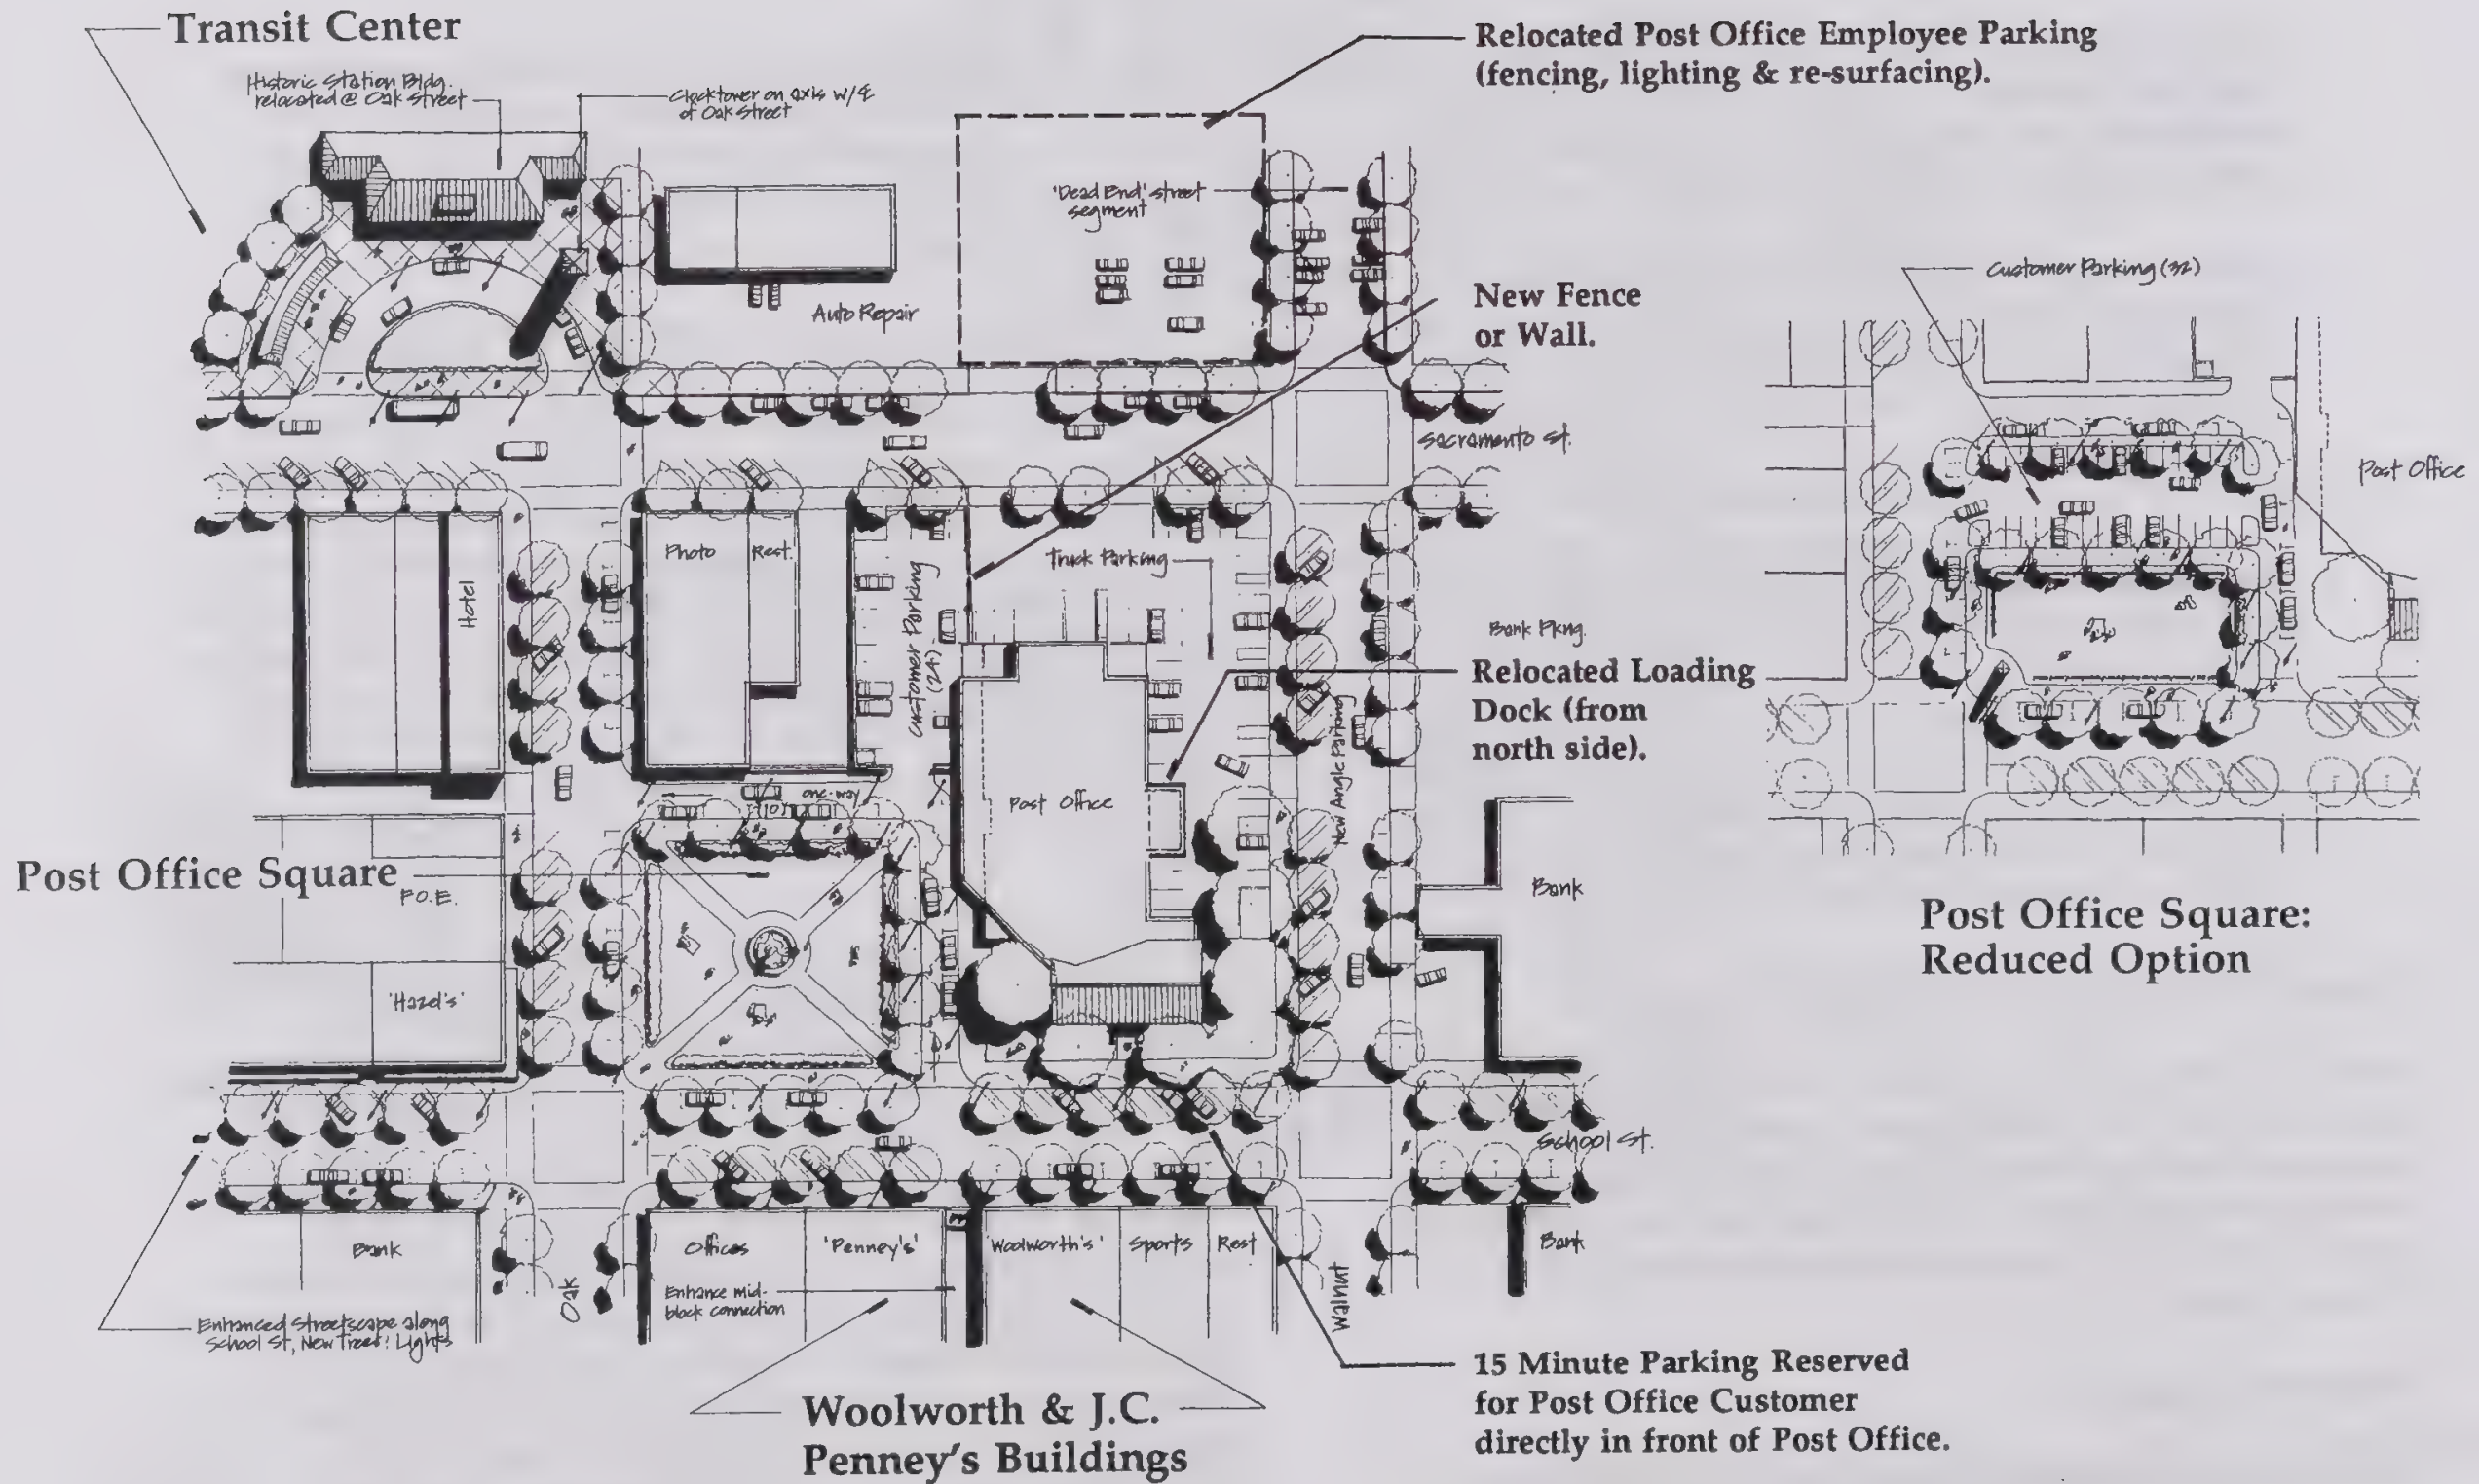 Transit Center
Historic Station Bldg.
relocated @ Oak Street
Clocktower on axis w/ ℄
of Oak Street
Relocated Post Office Employee Parking
(fencing, lighting & re-surfacing).
'Dead End' street
segment
Auto Repair
New Fence
or Wall.
Customer Parking (32)
Sacramento St.
Post Office
Hotel
Photo
Rest.
Customer Parking
(24)
Truck Parking
Bank Pkng.
Relocated Loading
Dock (from
north side).
New Angle Parking
one-way
(10)
Post Office
Post Office Square
F.O.E.
Bank
'Hazel's'
Post Office Square:
Reduced Option
School St.
Bank
Oak
Offices
'Penney's'
'Woolworth's'
Sports
Rest
Walnut
Bank
Enhance mid-
block connection
Enhanced Streetscape along
School St, New Trees! Lights
Woolworth & J.C.
Penney's Buildings
15 Minute Parking Reserved
for Post Office Customer
directly in front of Post Office.